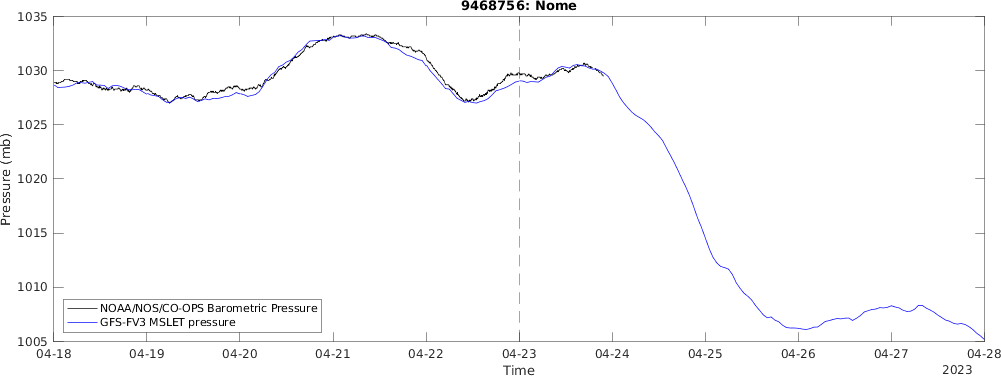 9468756: Nome
1035
1030
1025
1020
1015
1010
1005
Pressure (mb)
NOAA/NOS/CO-OPS Barometric Pressure
GFS-FV3 MSLET pressure
04-18 04-19 04-20 04-21 04-22 04-23 04-24 04-25 04-26 04-27 04-28
Time
2023